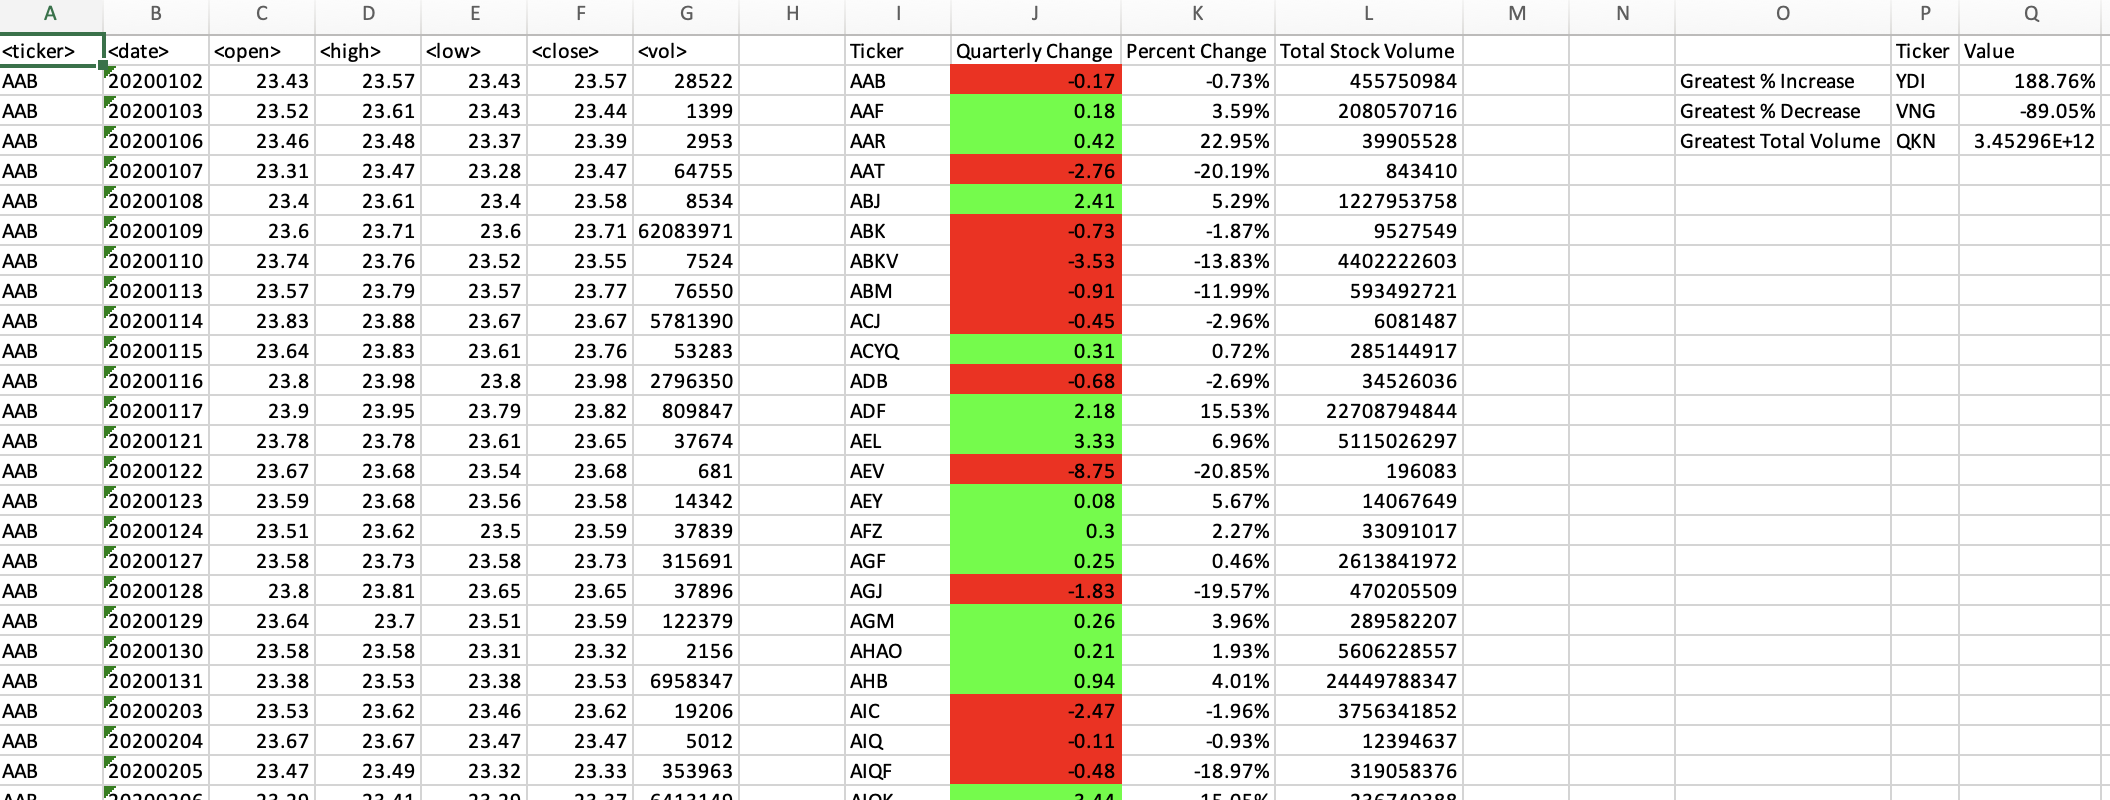 A B C D E F G H I J K L M N O P Q
<ticker> <date> <open> <high> <low> <close> <vol> Ticker Quarterly Change Percent Change Total Stock Volume Ticker Value
AAB 20200102 23.43 23.57 23.43 23.57 28522 AAB -0.17 -0.73% 455750984 Greatest % Increase YDI 188.76%
AAB 20200103 23.52 23.61 23.43 23.44 1399 AAF 0.18 3.59% 2080570716 Greatest % Decrease VNG -89.05%
AAB 20200106 23.46 23.48 23.37 23.39 2953 AAR 0.42 22.95% 39905528 Greatest Total Volume QKN 3.45296E+12
AAB 20200107 23.31 23.47 23.28 23.47 64755 AAT -2.76 -20.19% 843410
AAB 20200108 23.4 23.61 23.4 23.58 8534 ABJ 2.41 5.29% 1227953758
AAB 20200109 23.6 23.71 23.6 23.71 62083971 ABK -0.73 -1.87% 9527549
AAB 20200110 23.74 23.76 23.52 23.55 7524 ABKV -3.53 -13.83% 4402222603
AAB 20200113 23.57 23.79 23.57 23.77 76550 ABM -0.91 -11.99% 593492721
AAB 20200114 23.83 23.88 23.67 23.67 5781390 ACJ -0.45 -2.96% 6081487
AAB 20200115 23.64 23.83 23.61 23.76 53283 ACYQ 0.31 0.72% 285144917
AAB 20200116 23.8 23.98 23.8 23.98 2796350 ADB -0.68 -2.69% 34526036
AAB 20200117 23.9 23.95 23.79 23.82 809847 ADF 2.18 15.53% 22708794844
AAB 20200121 23.78 23.78 23.61 23.65 37674 AEL 3.33 6.96% 5115026297
AAB 20200122 23.67 23.68 23.54 23.68 681 AEV -8.75 -20.85% 196083
AAB 20200123 23.59 23.68 23.56 23.58 14342 AEY 0.08 5.67% 14067649
AAB 20200124 23.51 23.62 23.5 23.59 37839 AFZ 0.3 2.27% 33091017
AAB 20200127 23.58 23.73 23.58 23.73 315691 AGF 0.25 0.46% 2613841972
AAB 20200128 23.8 23.81 23.65 23.65 37896 AGJ -1.83 -19.57% 470205509
AAB 20200129 23.64 23.7 23.51 23.59 122379 AGM 0.26 3.96% 289582207
AAB 20200130 23.58 23.58 23.31 23.32 2156 AHAO 0.21 1.93% 5606228557
AAB 20200131 23.38 23.53 23.38 23.53 6958347 AHB 0.94 4.01% 24449788347
AAB 20200203 23.53 23.62 23.46 23.62 19206 AIC -2.47 -1.96% 3756341852
AAB 20200204 23.67 23.67 23.47 23.47 5012 AIQ -0.11 -0.93% 12394637
AAB 20200205 23.47 23.49 23.32 23.33 353963 AIQF -0.48 -18.97% 319058376
AAB 20200206